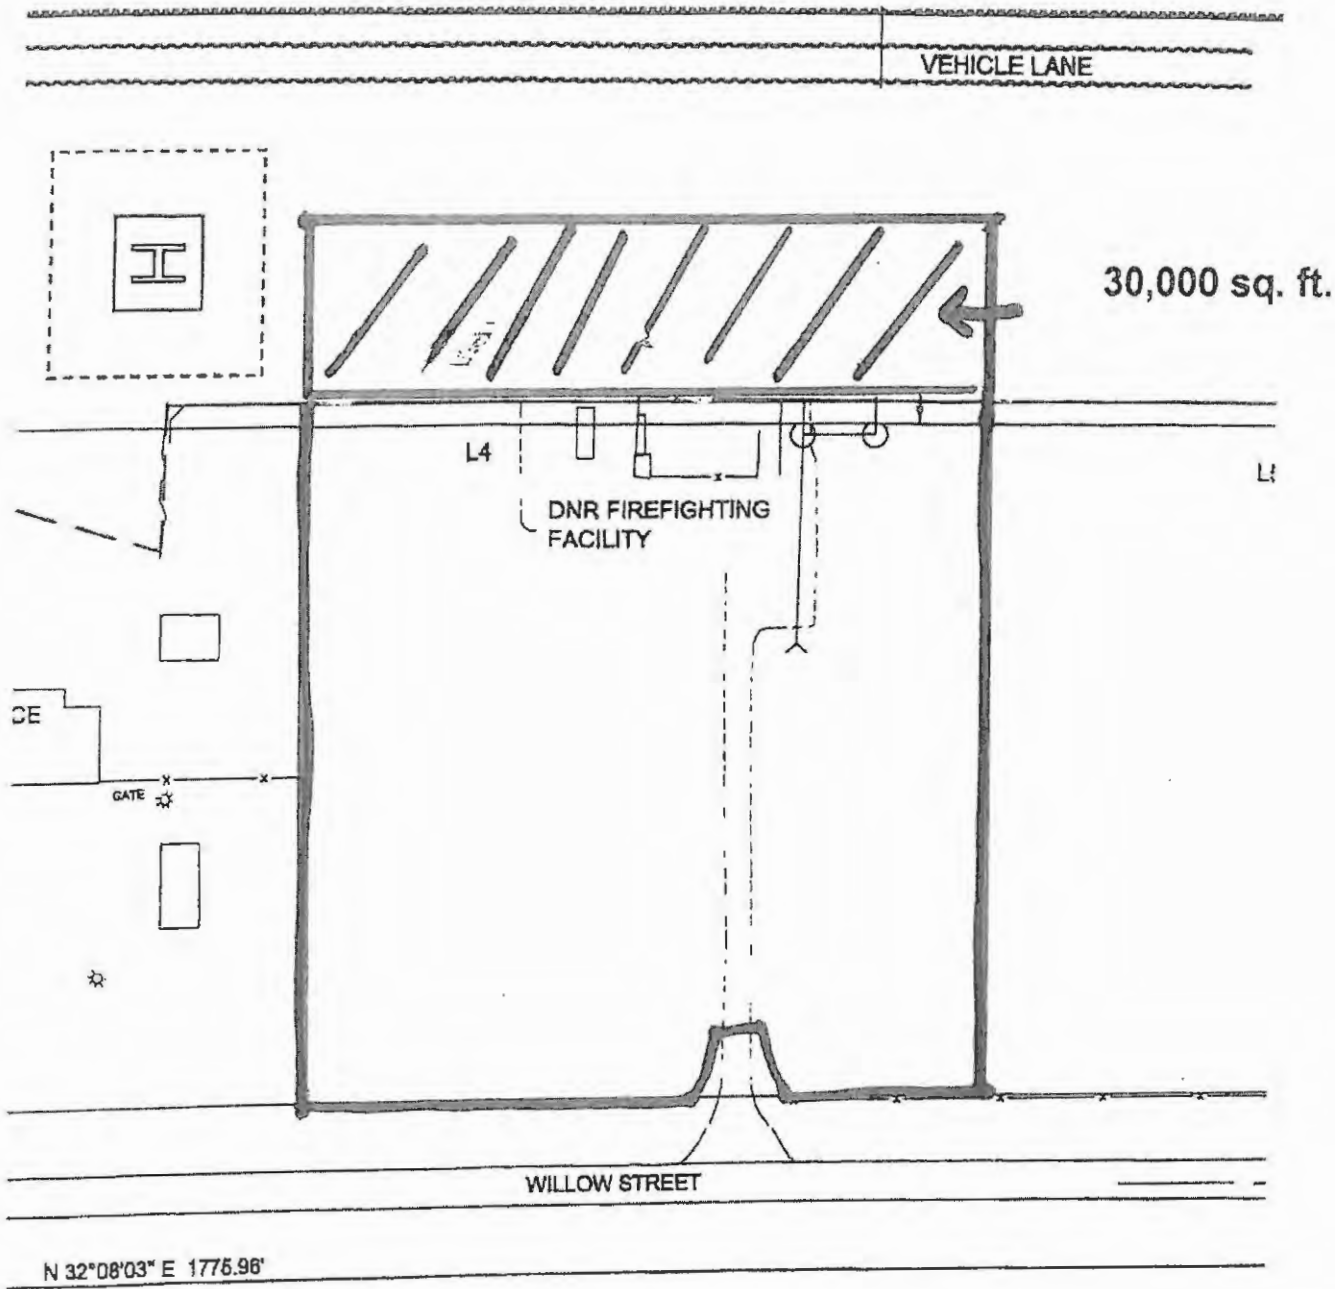 VEHICLE LANE
H
30,000 sq. ft.
L4
DNR FIREFIGHTING
FACILITY
CE
GATE
WILLOW STREET
N 32°08'03" E 1775.96'